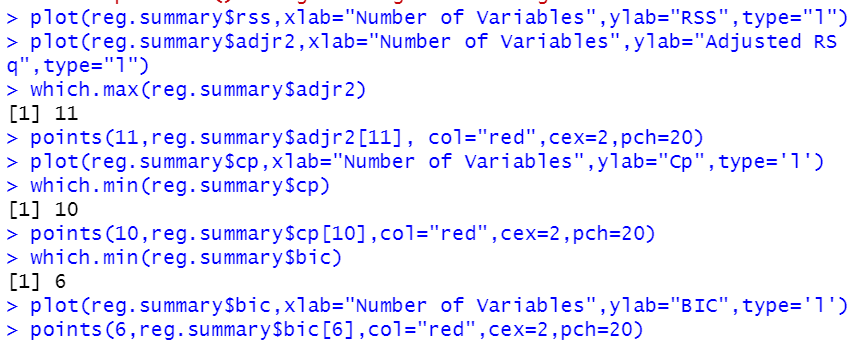 > plot(reg.summary$rss,xlab="Number of Variables",ylab="RSS",type="l")
> plot(reg.summary$adjr2,xlab="Number of Variables",ylab="Adjusted RS
q",type="l")
> which.max(reg.summary$adjr2)
[1] 11
> points(11,reg.summary$adjr2[11], col="red",cex=2,pch=20)
> plot(reg.summary$cp,xlab="Number of Variables",ylab="Cp",type='l')
> which.min(reg.summary$cp)
[1] 10
> points(10,reg.summary$cp[10],col="red",cex=2,pch=20)
> which.min(reg.summary$bic)
[1] 6
> plot(reg.summary$bic,xlab="Number of Variables",ylab="BIC",type='l')
> points(6,reg.summary$bic[6],col="red",cex=2,pch=20)